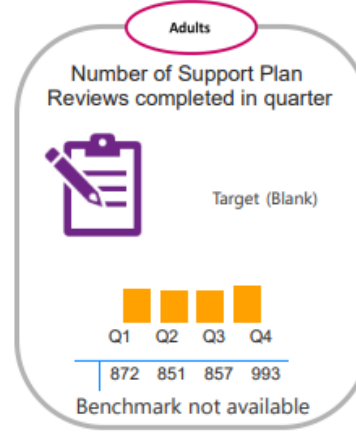 Adults
Number of Support Plan
Reviews completed in quarter
Target (Blank)
Q1 Q2 Q3 Q4
872 851 857 993
Benchmark not available